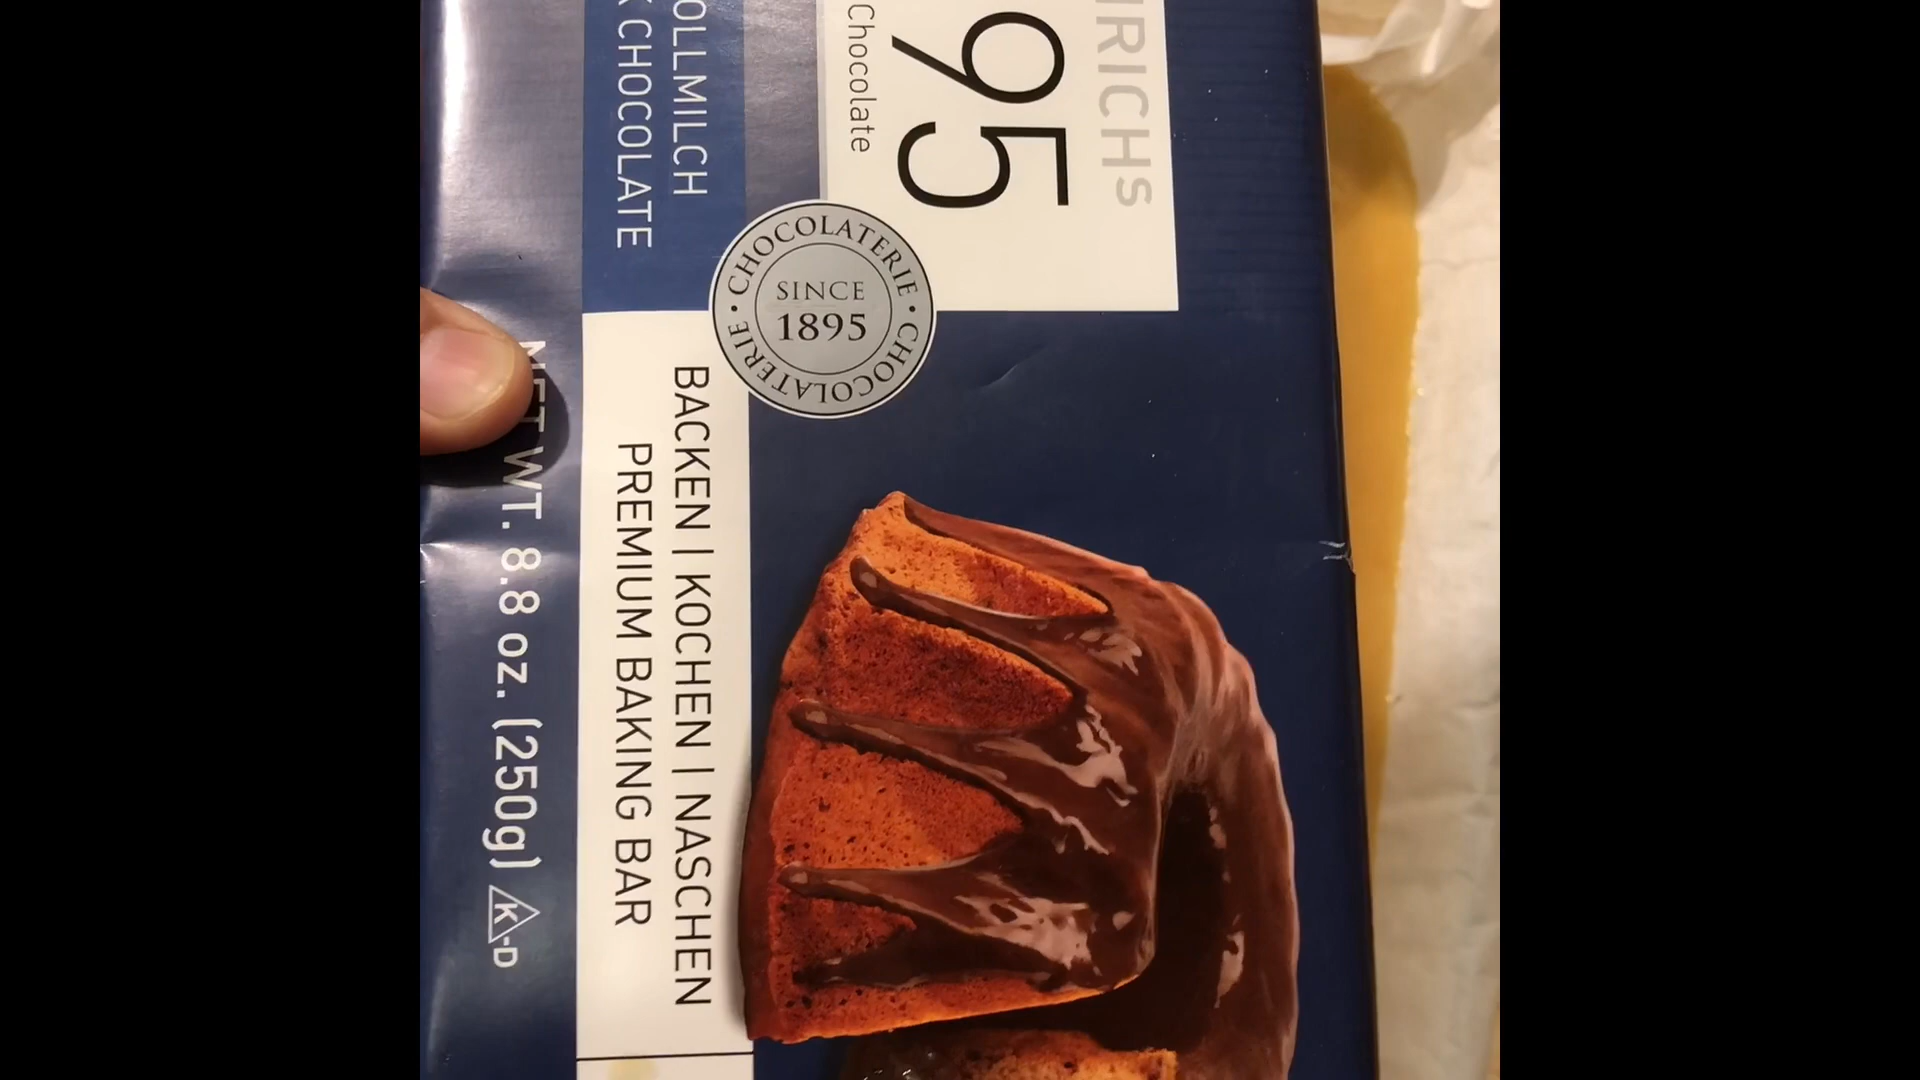 IRICHS
95
Chocolate
CHOCOLATERIE • CHOCOLATERIE •
SINCE
1895
OLLMILCH
CHOCOLATE
BACKEN | KOCHEN | NASCHEN
PREMIUM BAKING BAR
NET WT. 8.8 oz. (250g) K-D